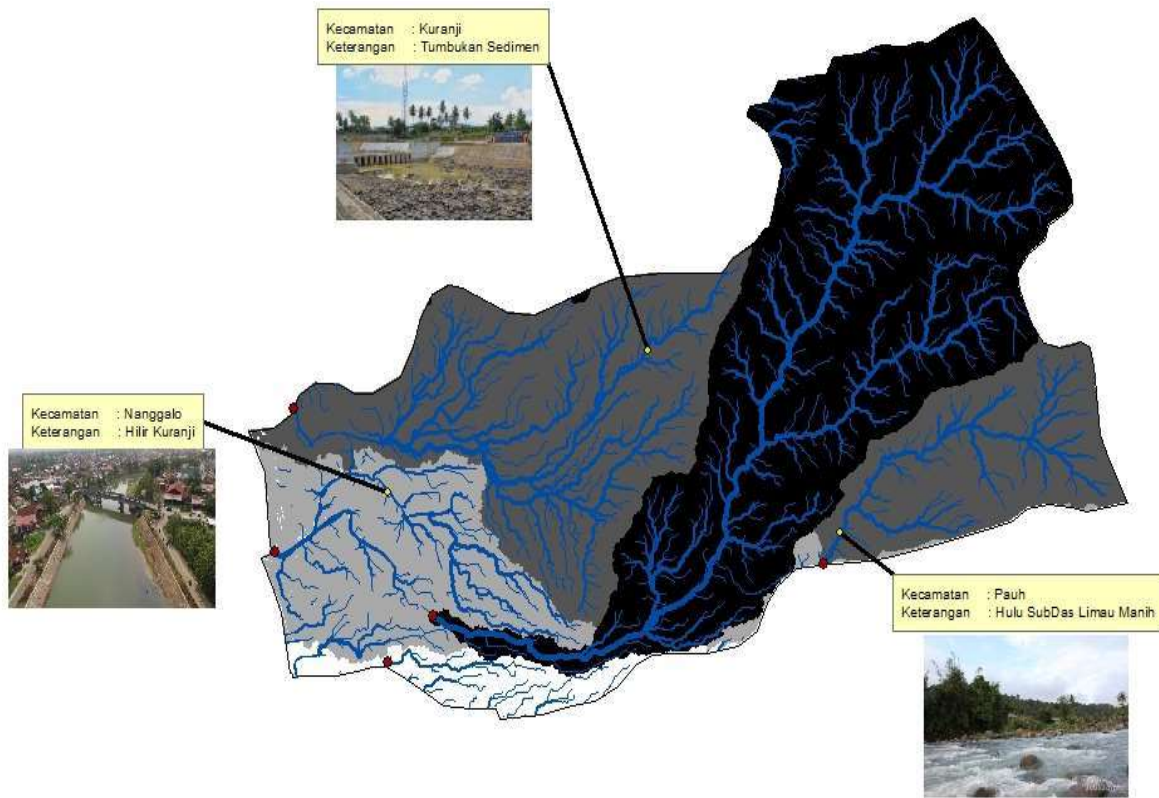 Kecamatan : Kuranji
Keterangan : Tumbukan Sedimen
Kecamatan : Nanggalo
Keterangan : Hilir Kuranji
Kecamatan : Pauh
Keterangan : Hulu SubDas Limau Manih